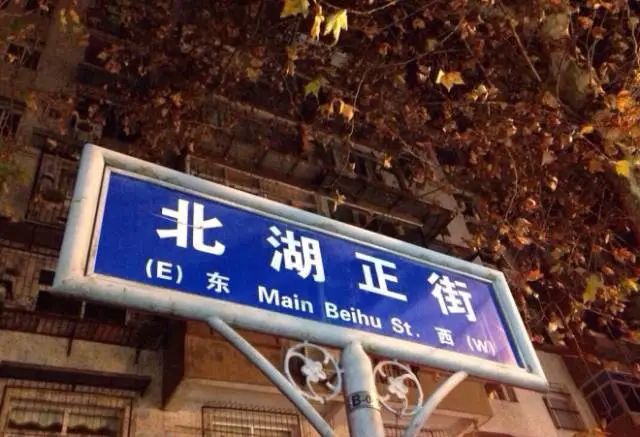 北湖正街
(E) 东 Main Beihu St. 西 (W)